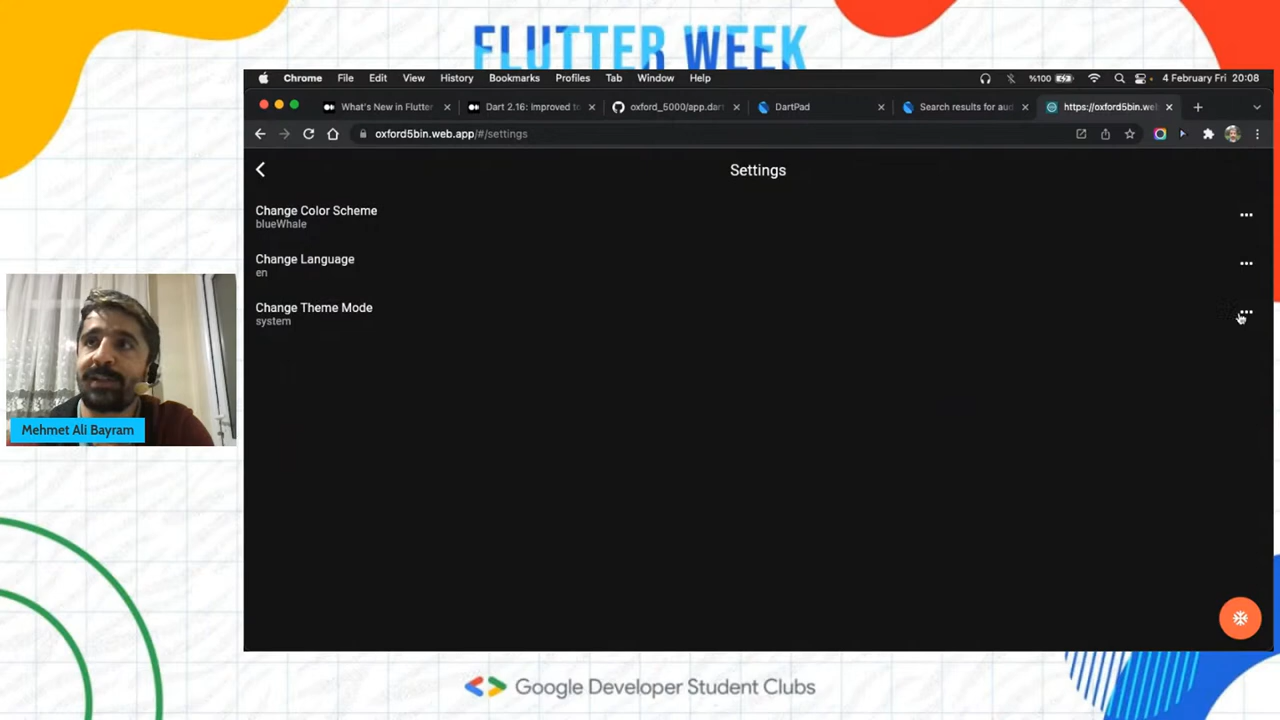 FLUTTER WEEK
Chrome File Edit View History Bookmarks Profiles Tab Window Help %100 4 February Fri 20:08
What's New in Flutter Dart 2.16: Improved to oxford_5000/app.dart DartPad Search results for aud https://oxford5bin.web.
oxford5bin.web.app/#/settings
Settings
Change Color Scheme
blueWhale
Change Language
en
Change Theme Mode
system
Mehmet Ali Bayram
Google Developer Student Clubs